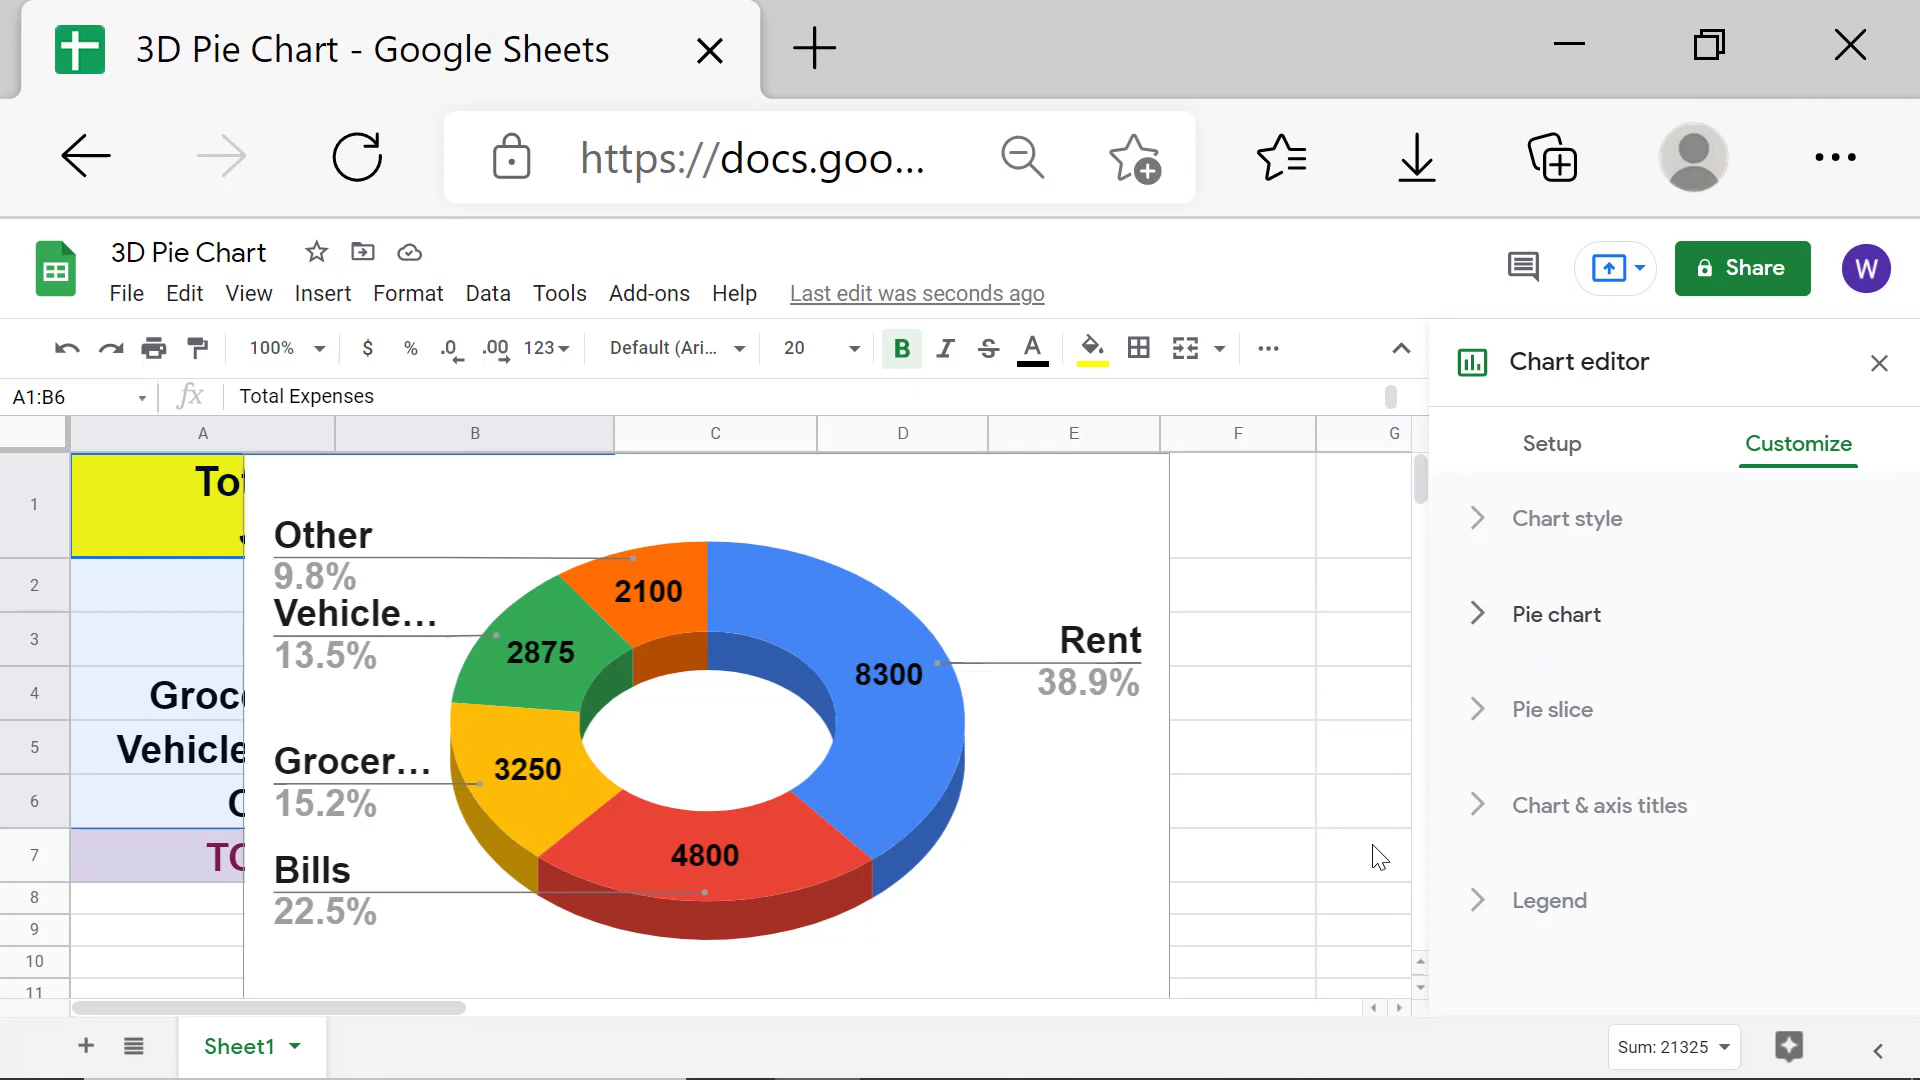 3D Pie Chart - Google Sheets
https://docs.goo...
3D Pie Chart
File Edit View Insert Format Data Tools Add-ons Help Last edit was seconds ago
Share
W
100% $ % .0 .00 123 Default (Ari... 20 B I S A
Chart editor
A1:B6 fx Total Expenses
Setup Customize
A B C D E F G
1
2
3
4 Groce
5 Vehicle
6
7
8
9
10
11
Other
9.8%
Vehicle...
13.5%
Grocer...
15.2%
Bills
22.5%
Rent
38.9%
2100
2875
8300
3250
4800
Chart style
Pie chart
Pie slice
Chart & axis titles
Legend
Sheet1
Sum: 21325